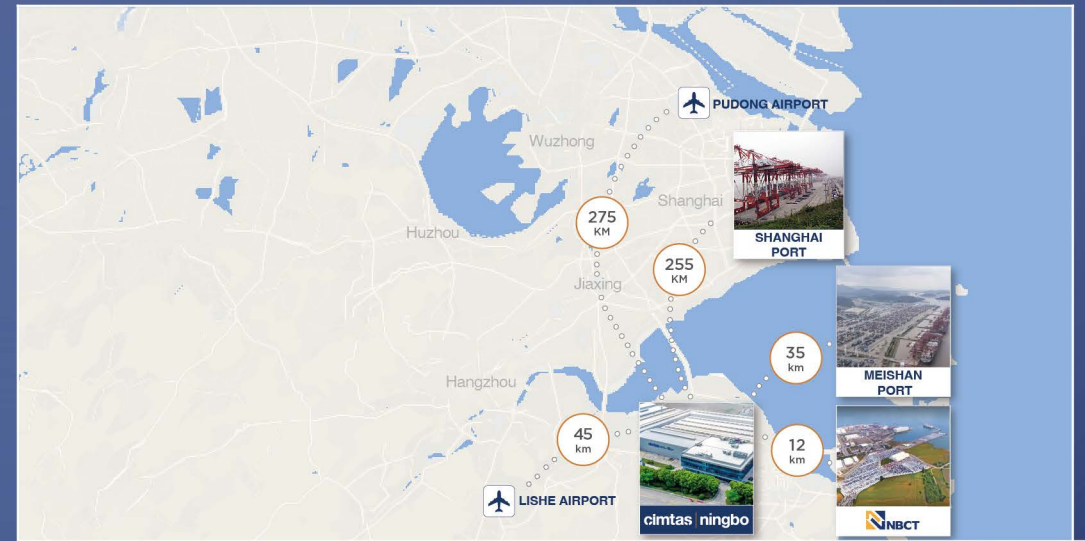 PUDONG AIRPORT
Wuzhong
Shanghai
275
KM
Huzhou
SHANGHAI
PORT
255
KM
Jiaxing
35
km
MEISHAN
PORT
Hangzhou
45
km
12
km
LISHE AIRPORT
cimtas | ningbo
NBCT